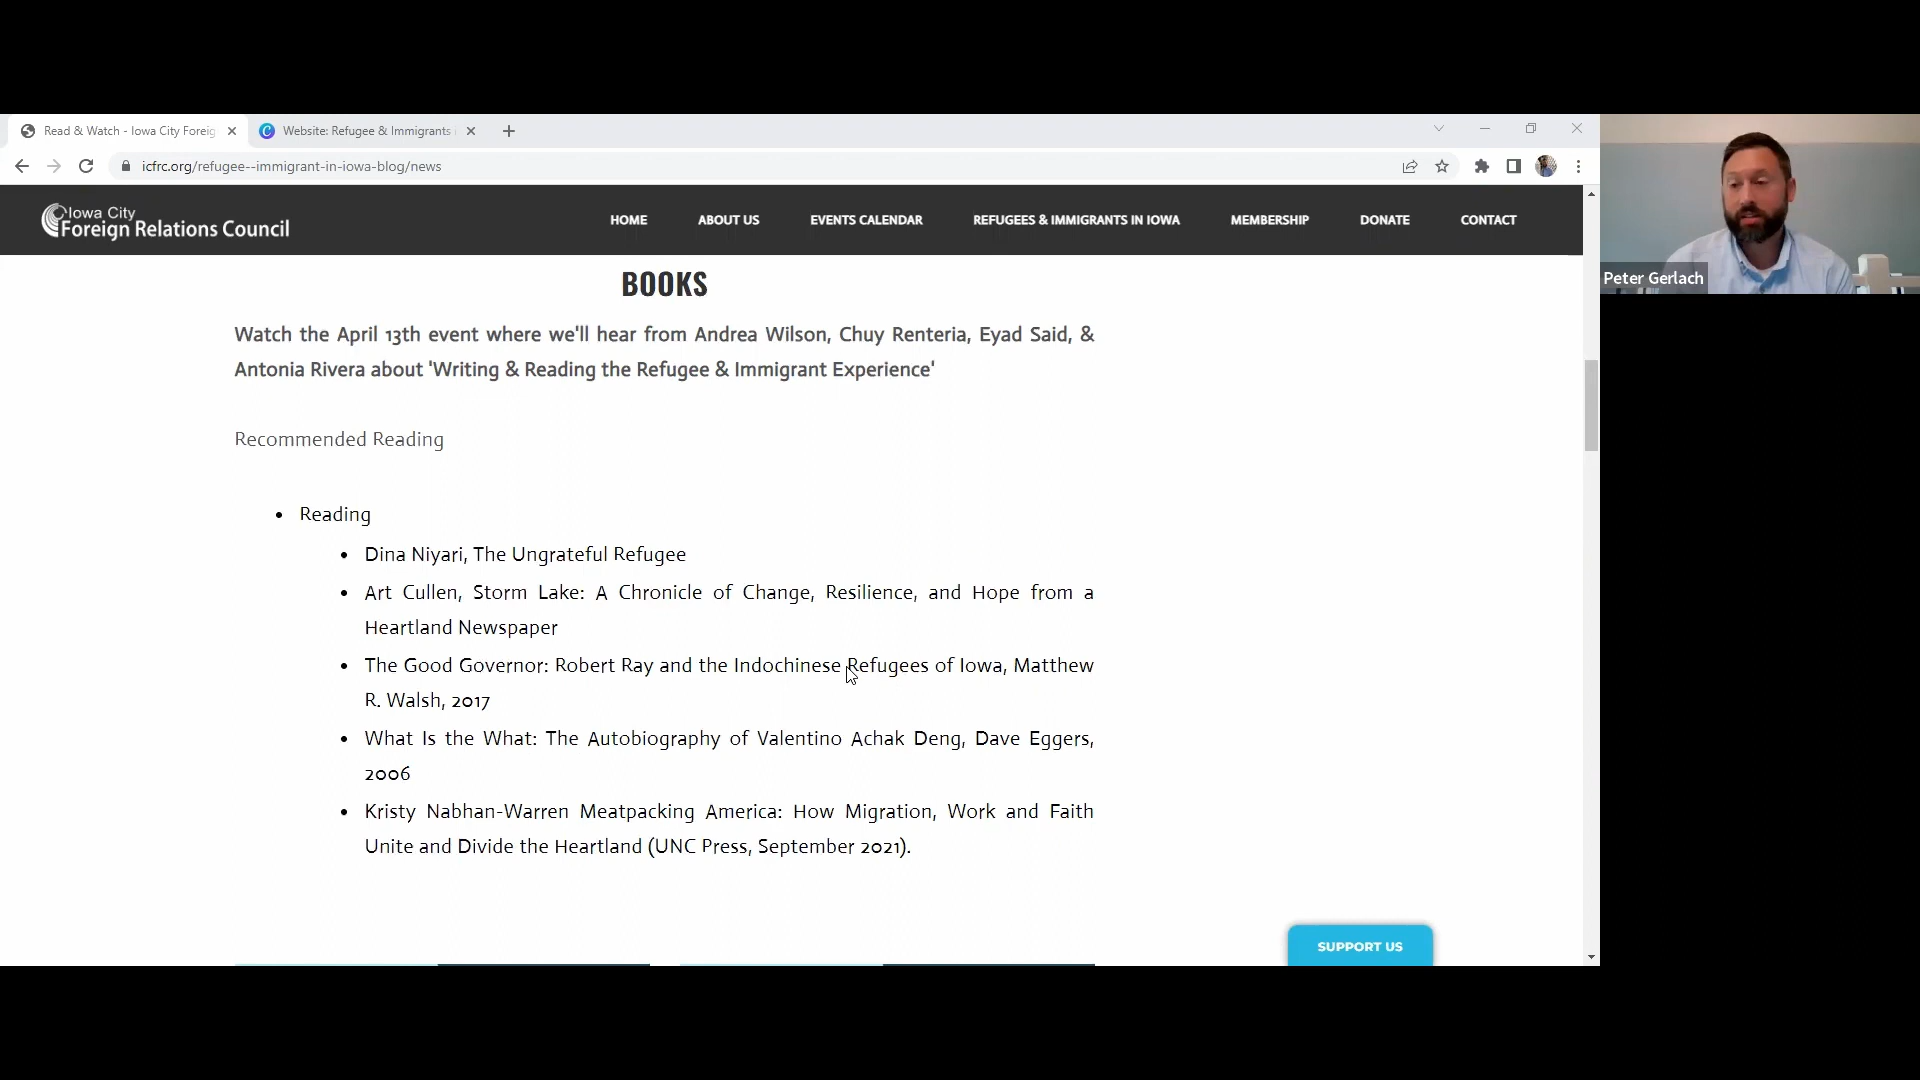 Read & Watch - Iowa City Foreig
Website: Refugee & Immigrants
icfrc.org/refugee--immigrant-in-iowa-blog/news
Iowa City
Foreign Relations Council
HOME
ABOUT US
EVENTS CALENDAR
REFUGEES & IMMIGRANTS IN IOWA
MEMBERSHIP
DONATE
CONTACT
Peter Gerlach
BOOKS
Watch the April 13th event where we'll hear from Andrea Wilson, Chuy Renteria, Eyad Said, &
Antonia Rivera about 'Writing & Reading the Refugee & Immigrant Experience'
Recommended Reading
• Reading
• Dina Niyari, The Ungrateful Refugee
• Art Cullen, Storm Lake: A Chronicle of Change, Resilience, and Hope from a
Heartland Newspaper
• The Good Governor: Robert Ray and the Indochinese Refugees of Iowa, Matthew
R. Walsh, 2017
• What Is the What: The Autobiography of Valentino Achak Deng, Dave Eggers,
2006
• Kristy Nabhan-Warren Meatpacking America: How Migration, Work and Faith
Unite and Divide the Heartland (UNC Press, September 2021).
SUPPORT US